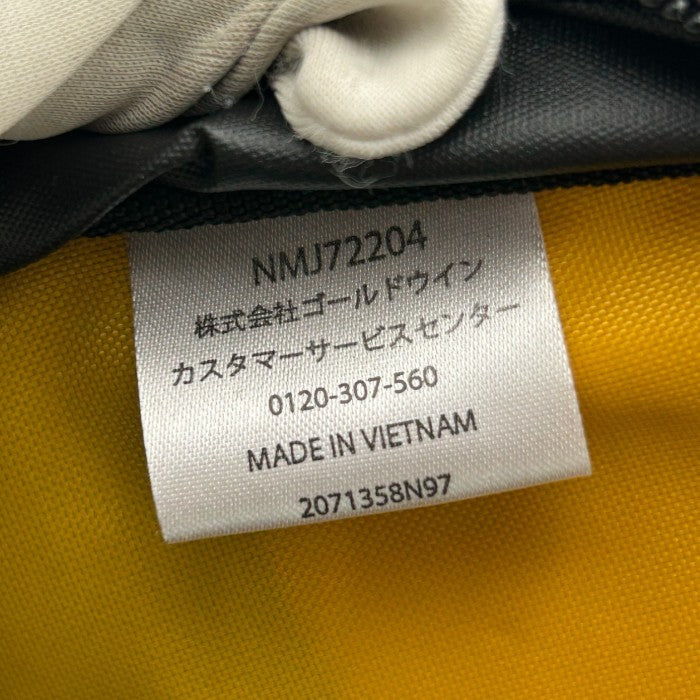 NMJ72204
株式会社ゴールドウイン
カスタマーサービスセンター
0120-307-560
MADE IN VIETNAM
2071358N97